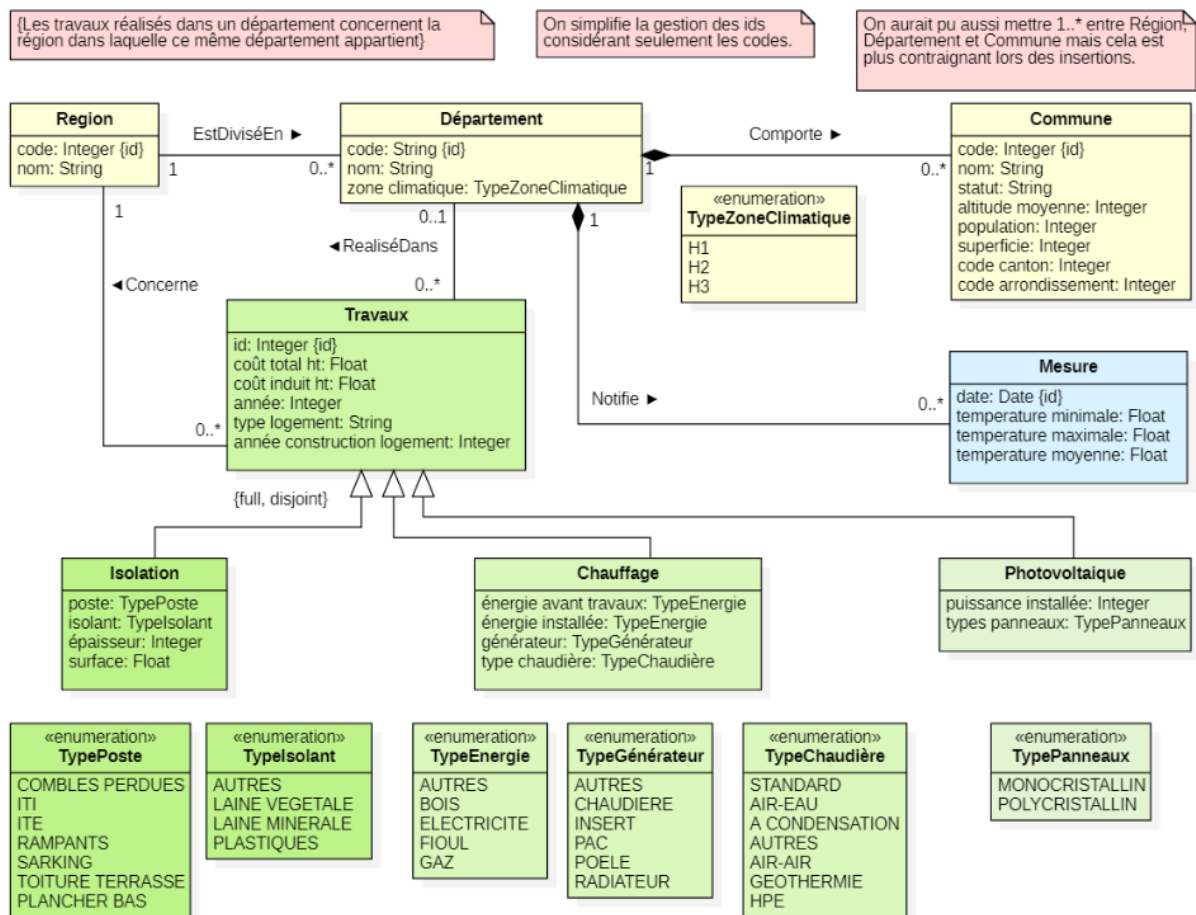 {Les travaux réalisés dans un département concernent la
région dans laquelle ce même département appartient}
On simplifie la gestion des ids
considérant seulement les codes.
On aurait pu aussi mettre 1..* entre Région,
Département et Commune mais cela est
plus contraignant lors des insertions.
Region
code: Integer {id}
nom: String
EstDiviséEn ►
1
0..*
Département
code: String {id}
nom: String
zone climatique: TypeZoneClimatique
Comporte ►
1
0..*
Commune
code: Integer {id}
nom: String
statut: String
altitude moyenne: Integer
population: Integer
superficie: Integer
code canton: Integer
code arrondissement: Integer
«enumeration»
TypeZoneClimatique
H1
H2
H3
1
◄Concerne
0..*
0..1
◄RealiséDans
0..*
1
Notifie ►
0..*
Travaux
id: Integer {id}
coût total ht: Float
coût induit ht: Float
année: Integer
type logement: String
année construction logement: Integer
Mesure
date: Date {id}
temperature minimale: Float
temperature maximale: Float
temperature moyenne: Float
{full, disjoint}
Isolation
poste: TypePoste
isolant: TypeIsolant
épaisseur: Integer
surface: Float
Chauffage
énergie avant travaux: TypeEnergie
énergie installée: TypeEnergie
générateur: TypeGénérateur
type chaudière: TypeChaudière
Photovoltaique
puissance installée: Integer
types panneaux: TypePanneaux
«enumeration»
TypePoste
COMBLES PERDUES
ITI
ITE
RAMPANTS
SARKING
TOITURE TERRASSE
PLANCHER BAS
«enumeration»
TypeIsolant
AUTRES
LAINE VEGETALE
LAINE MINERALE
PLASTIQUES
«enumeration»
TypeEnergie
AUTRES
BOIS
ELECTRICITE
FIOUL
GAZ
«enumeration»
TypeGénérateur
AUTRES
CHAUDIERE
INSERT
PAC
POELE
RADIATEUR
«enumeration»
TypeChaudière
STANDARD
AIR-EAU
A CONDENSATION
AUTRES
AIR-AIR
GEOTHERMIE
HPE
«enumeration»
TypePanneaux
MONOCRISTALLIN
POLYCRISTALLIN